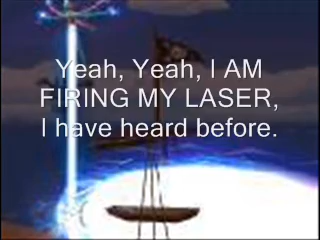 Yeah, Yeah, I AM
FIRING MY LASER,
I have heard before.